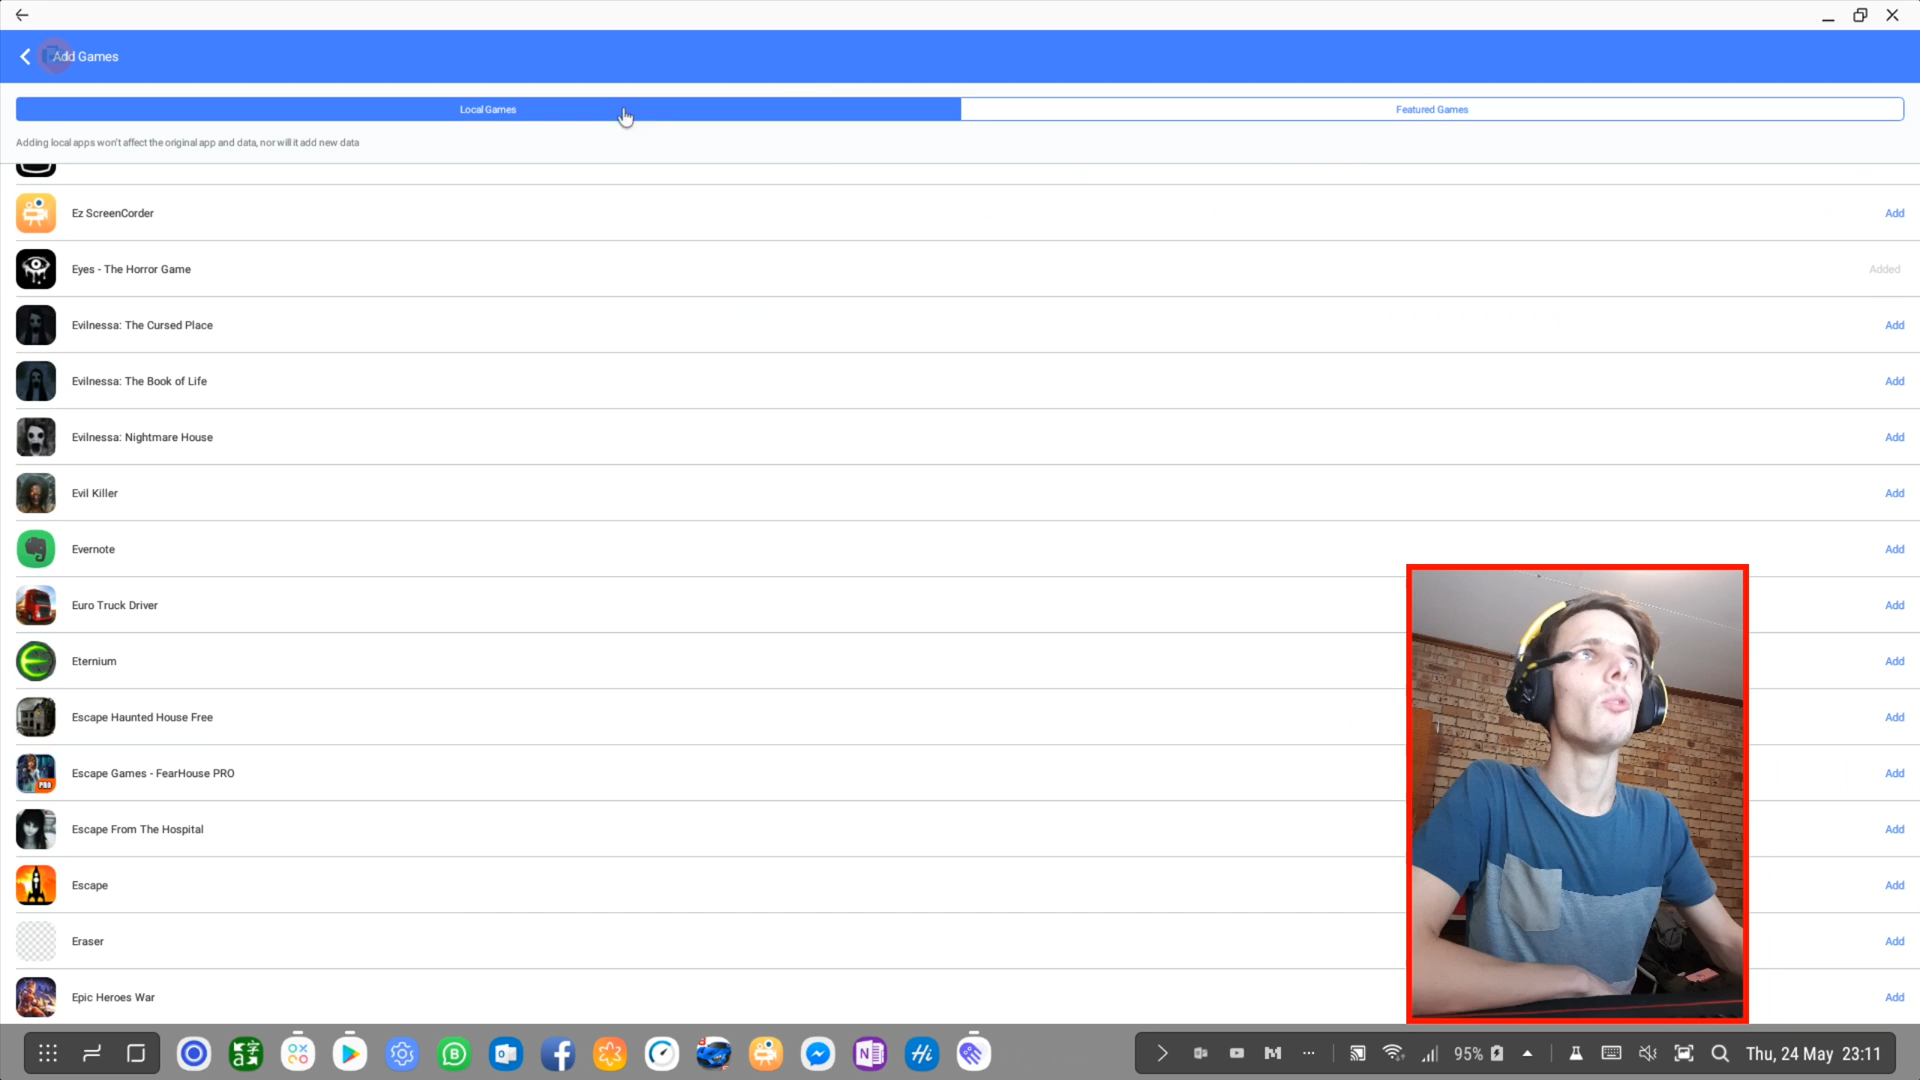 Add Games
Local Games
Featured Games
Adding local apps won't affect the original app and data, nor will it add new data
Ez ScreenCorder
Add
Eyes - The Horror Game
Added
Evilnessa: The Cursed Place
Add
Evilnessa: The Book of Life
Add
Evilnessa: Nightmare House
Add
Evil Killer
Add
Evernote
Add
Euro Truck Driver
Add
Eternium
Add
Escape Haunted House Free
Add
PRO
Escape Games - FearHouse PRO
Add
Escape From The Hospital
Add
Escape
Add
Eraser
Add
Epic Heroes War
Add
Hi
95%
Thu, 24 May 23:11